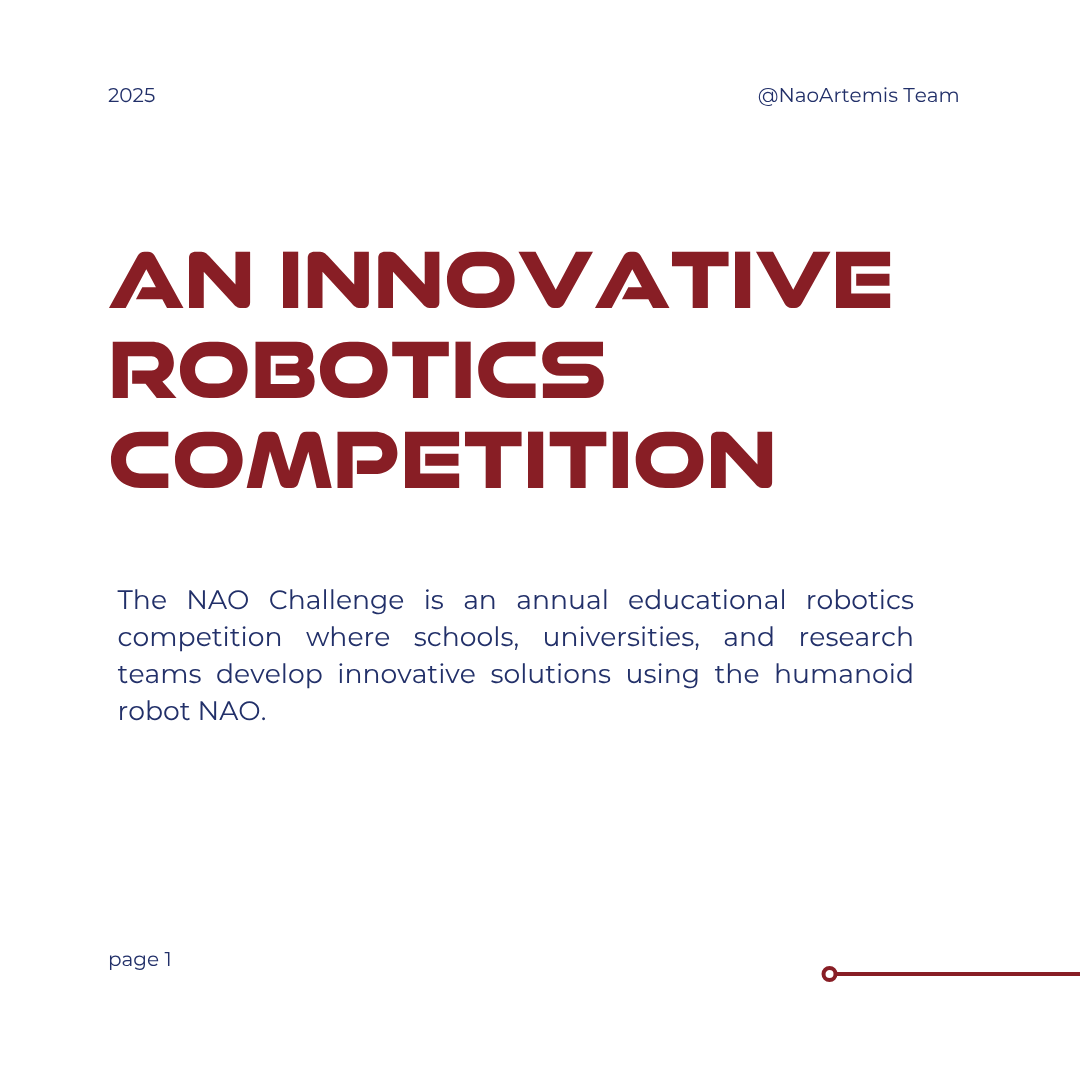 2025
@NaoArtemis Team
AN INNOVATIVE
ROBOTICS
COMPETITION
The NAO Challenge is an annual educational robotics
competition where schools, universities, and research
teams develop innovative solutions using the humanoid
robot NAO.
page 1